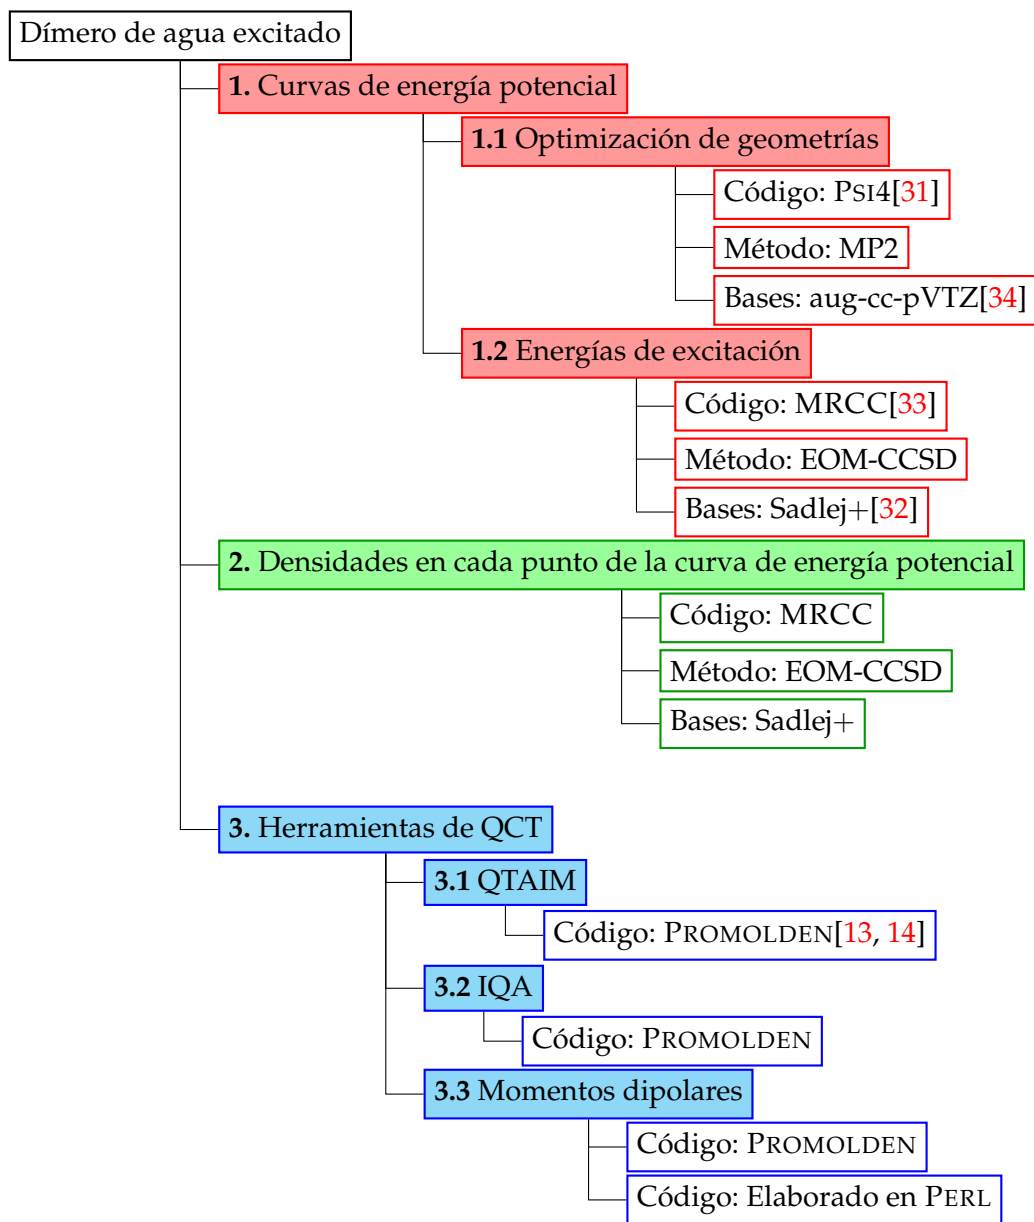 Dímero de agua excitado
1. Curvas de energía potencial
1.1 Optimización de geometrías
Código: PSI4[31]
Método: MP2
Bases: aug-cc-pVTZ[34]
1.2 Energías de excitación
Código: MRCC[33]
Método: EOM-CCSD
Bases: Sadlej+[32]
2. Densidades en cada punto de la curva de energía potencial
Código: MRCC
Método: EOM-CCSD
Bases: Sadlej+
3. Herramientas de QCT
3.1 QTAIM
Código: PROMOLDEN[13, 14]
3.2 IQA
Código: PROMOLDEN
3.3 Momentos dipolares
Código: PROMOLDEN
Código: Elaborado en PERL